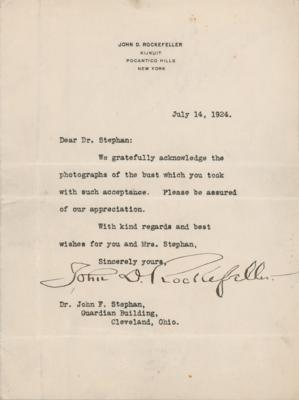 JOHN D. ROCKEFELLER
KIJKUIT
POCANTICO HILLS
NEW YORK
July 14, 1924.
Dear Dr. Stephan:
We gratefully acknowledge the
photographs of the bust which you took
with such acceptance. Please be assured
of our appreciation.
With kind regards and best
wishes for you and Mrs. Stephan,
Sincerely yours,
John D. Rockefeller.
Dr. John F. Stephan,
Guardian Building,
Cleveland, Ohio.